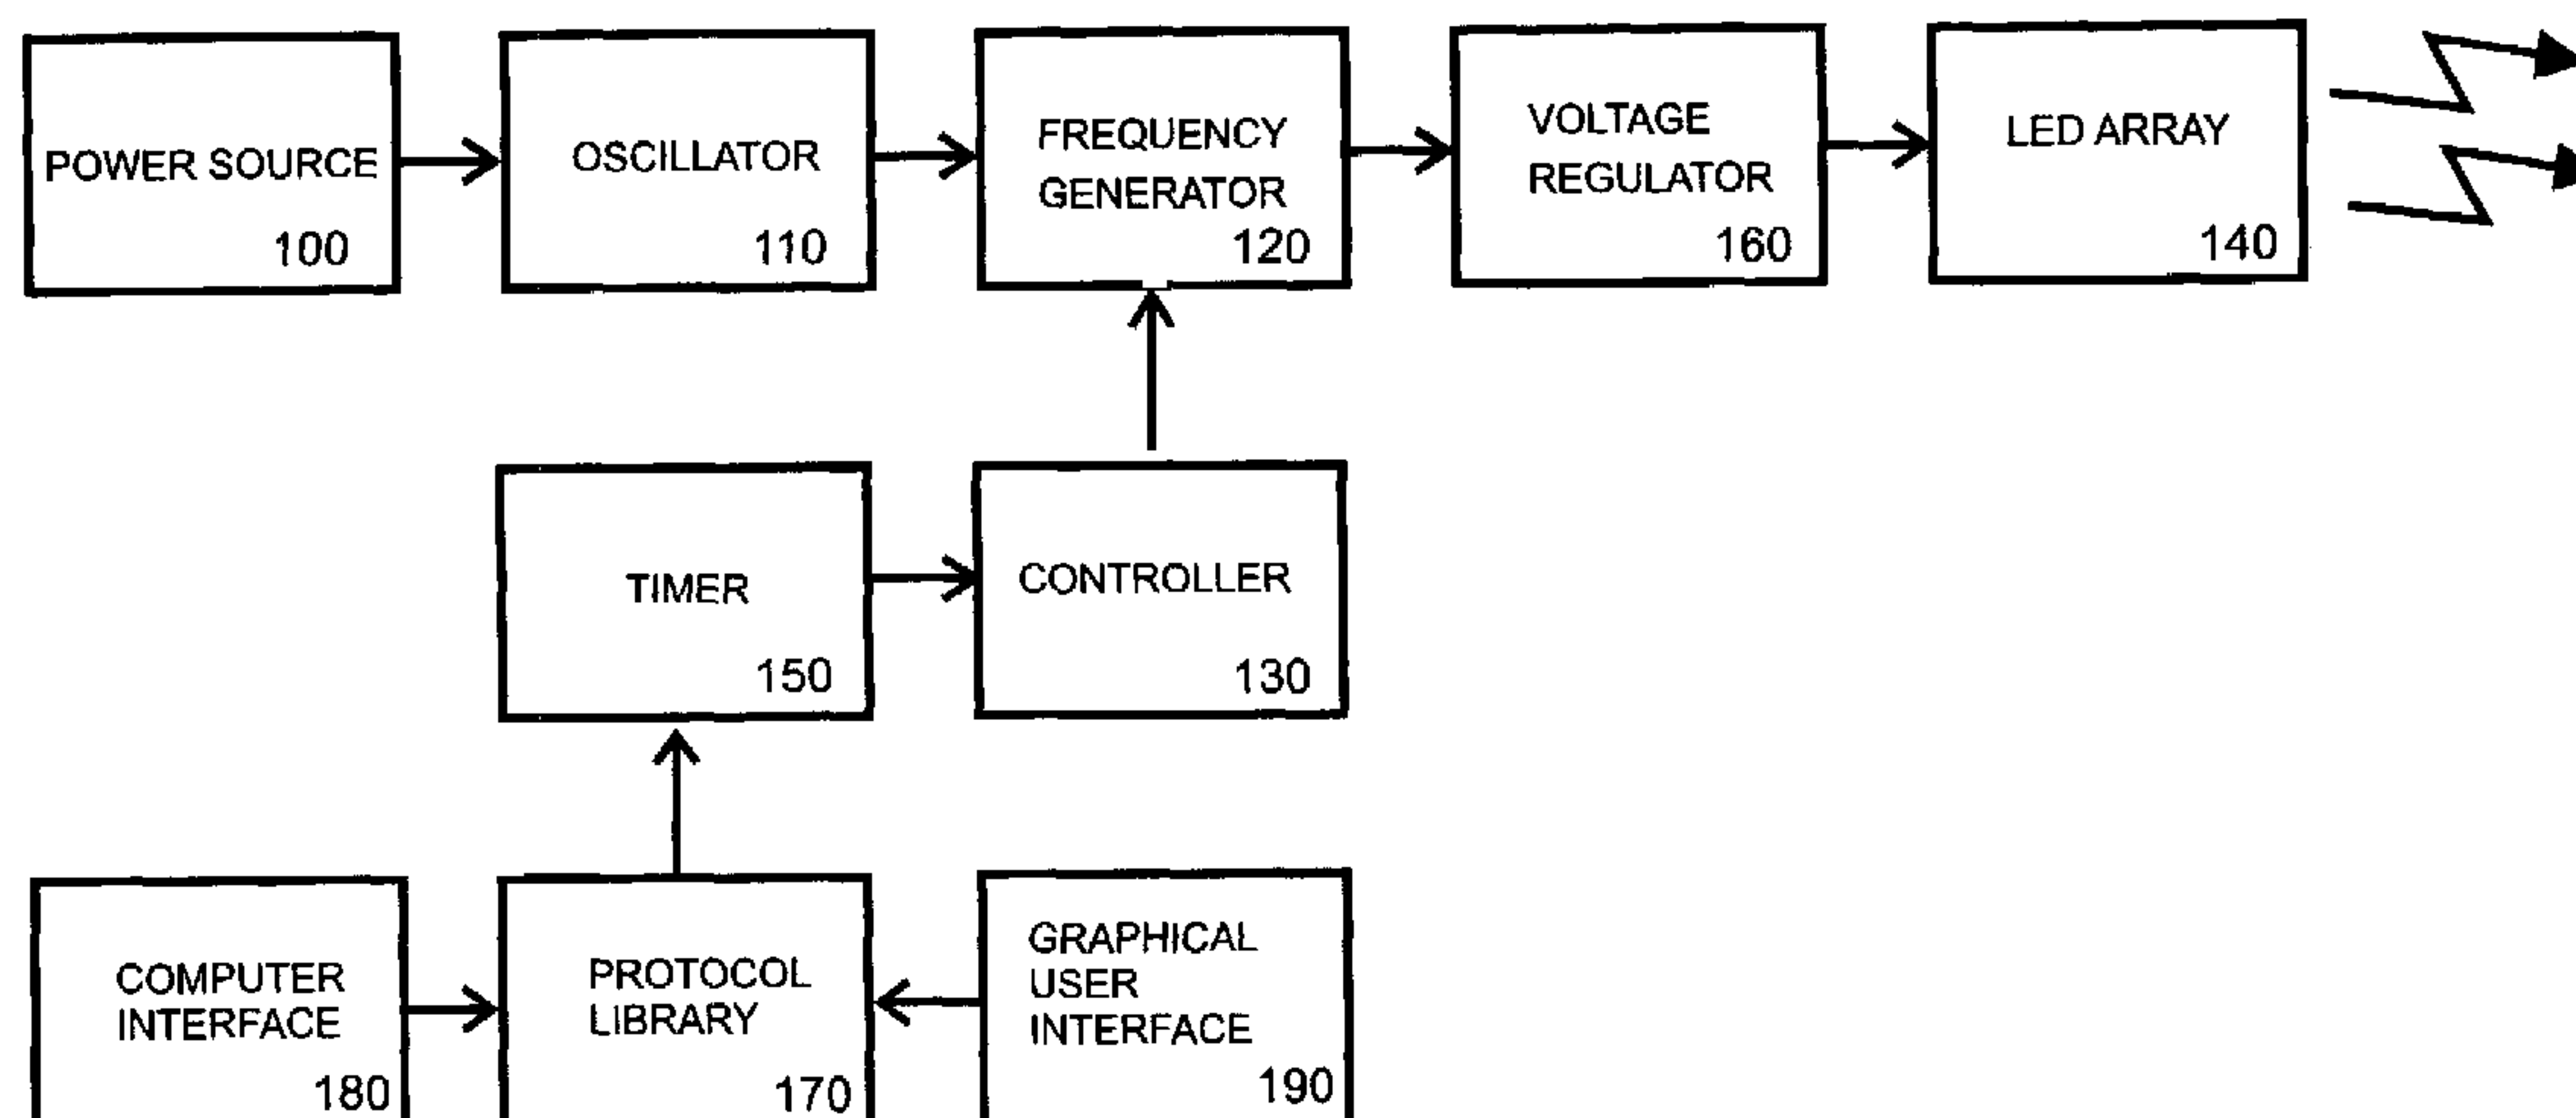 POWER SOURCE
100
OSCILLATOR
110
FREQUENCY
GENERATOR
120
VOLTAGE
REGULATOR
160
LED ARRAY
140
TIMER
150
CONTROLLER
130
COMPUTER
INTERFACE
180
PROTOCOL
LIBRARY
170
GRAPHICAL
USER
INTERFACE
190